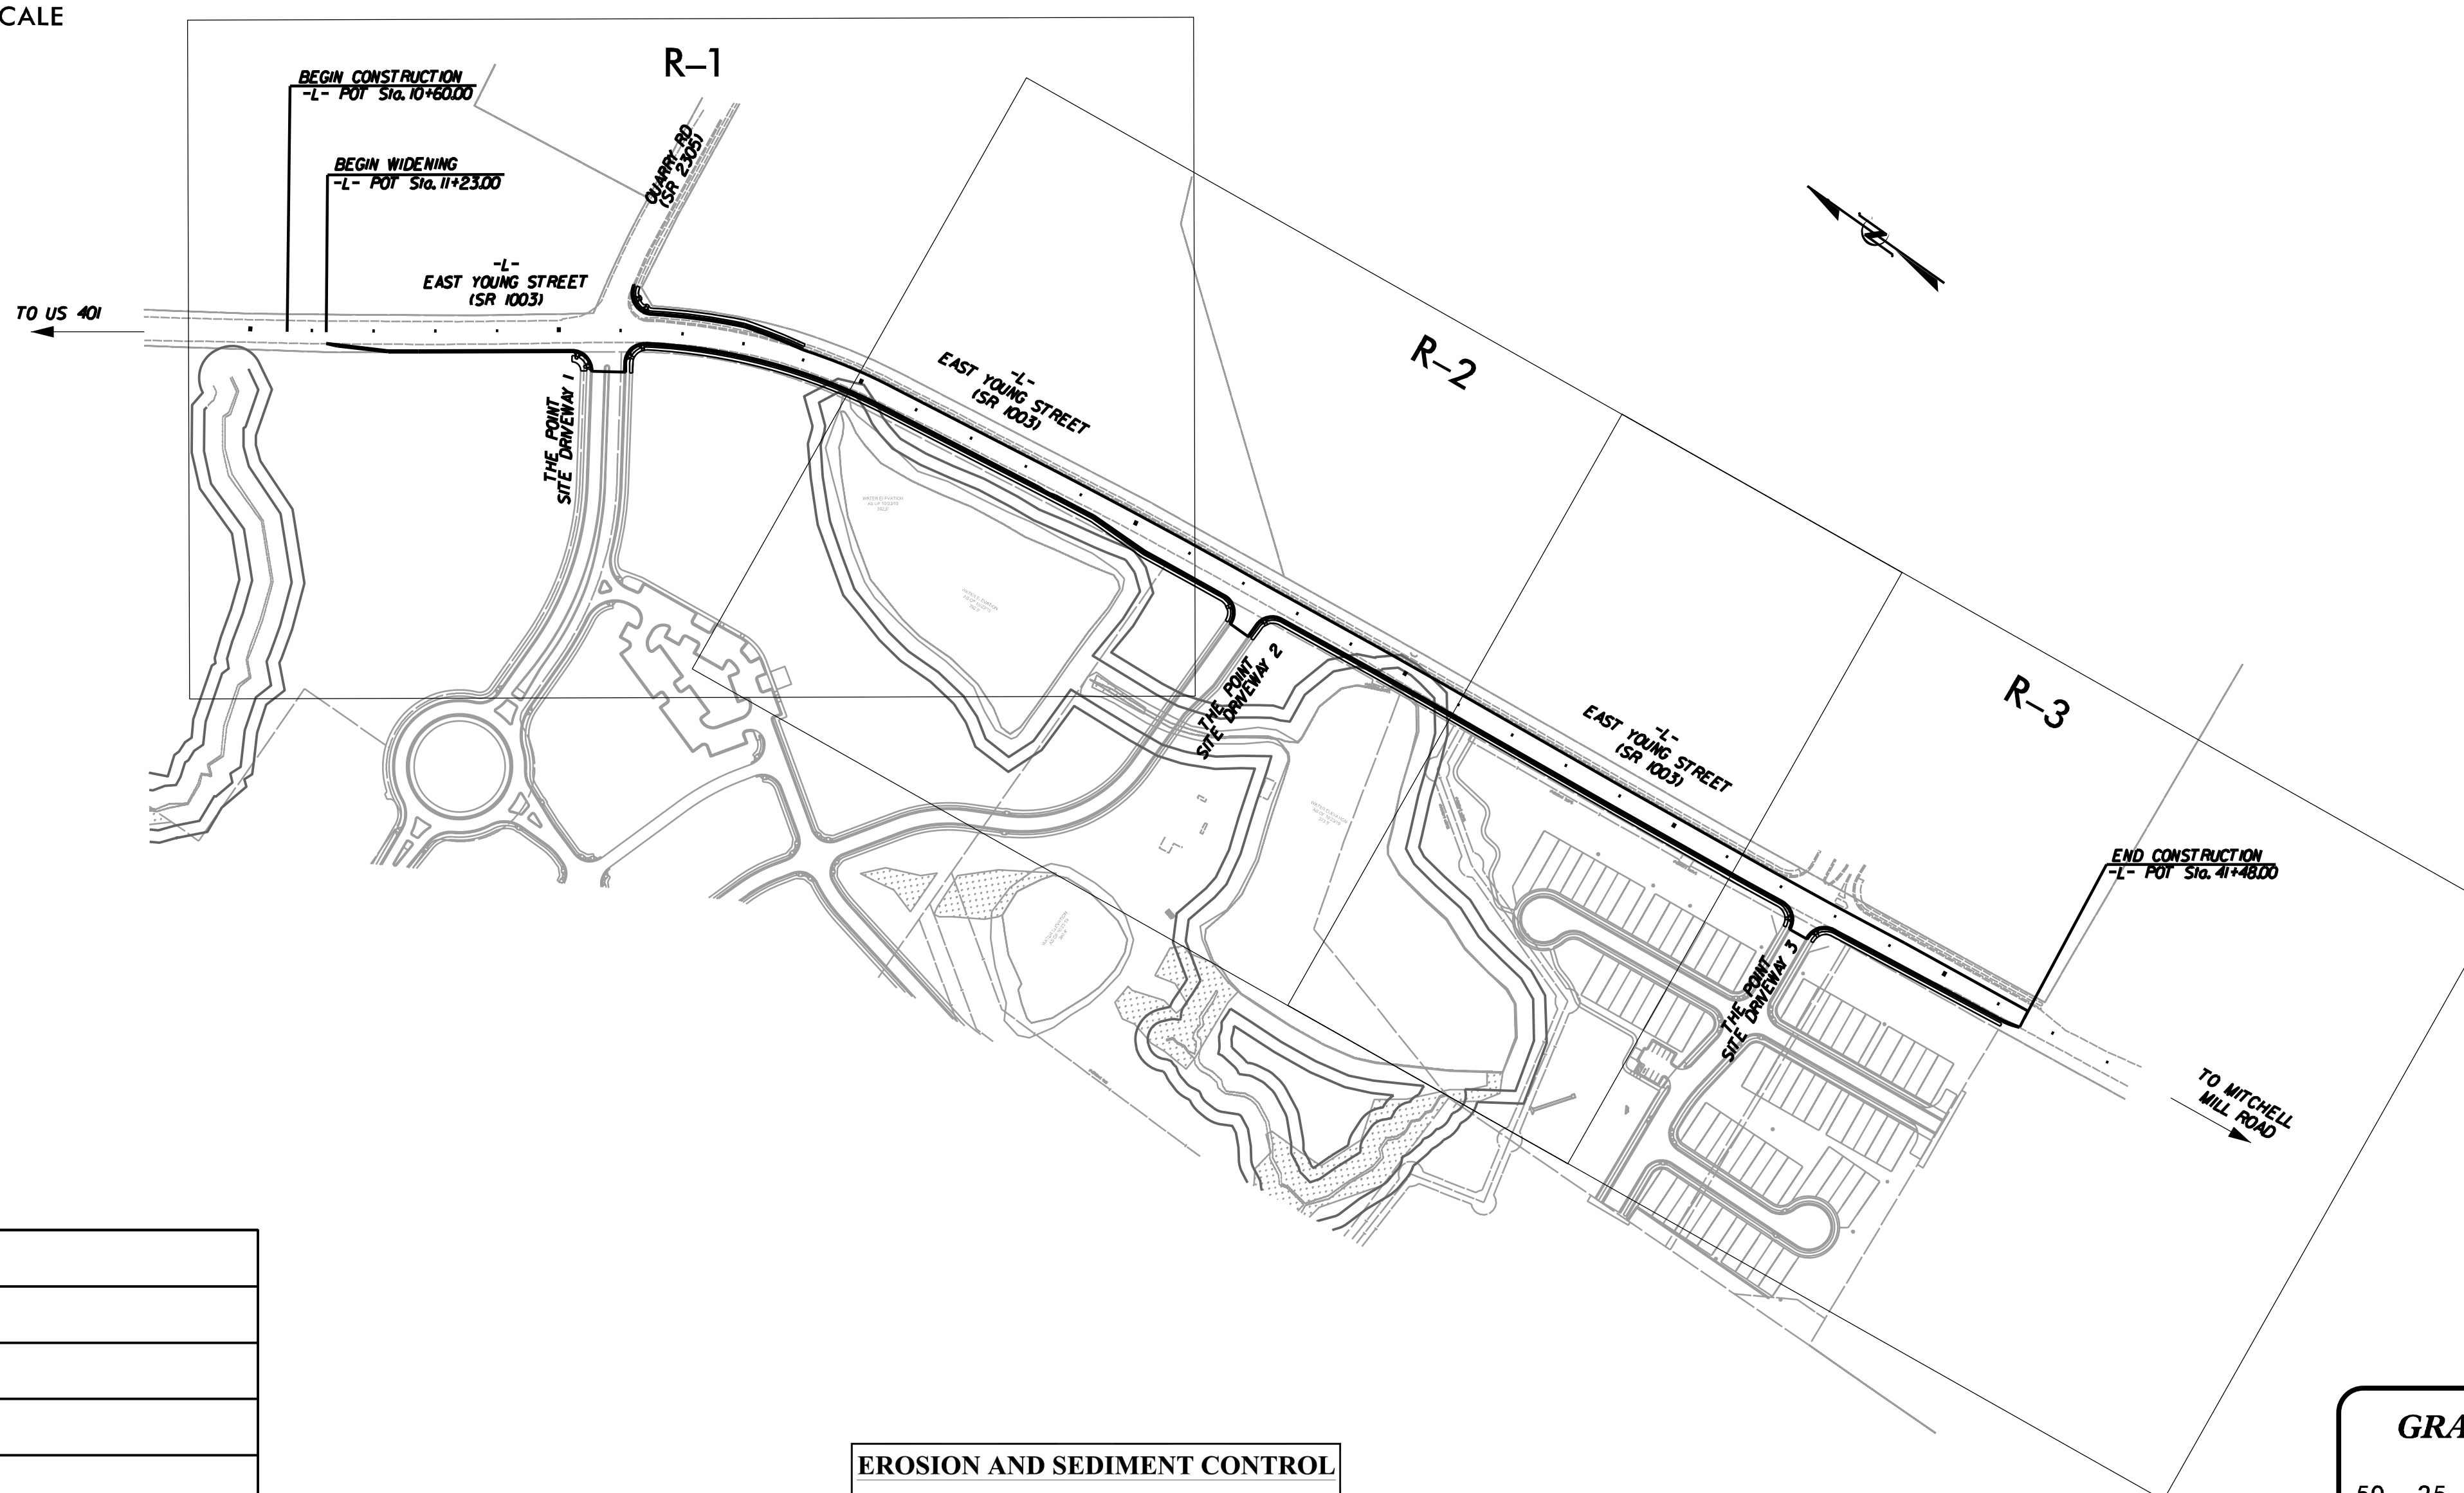 CALE
R-1
BEGIN CONSTRUCTION
-L- POT Sta. 10+60.00
BEGIN WIDENING
-L- POT Sta. 11+23.00
QUARRY RD
(SR 2305)
-L-
EAST YOUNG STREET
(SR 1003)
TO US 401
THE POINT
SITE DRIVEWAY 1
-L-
EAST YOUNG STREET
(SR 1003)
R-2
N
THE POINT
SITE DRIVEWAY 2
-L-
EAST YOUNG STREET
(SR 1003)
R-3
END CONSTRUCTION
-L- POT Sta. 41+48.00
THE POINT
SITE DRIVEWAY 3
TO MITCHELL
MILL ROAD
EROSION AND SEDIMENT CONTROL
GRA
50 25